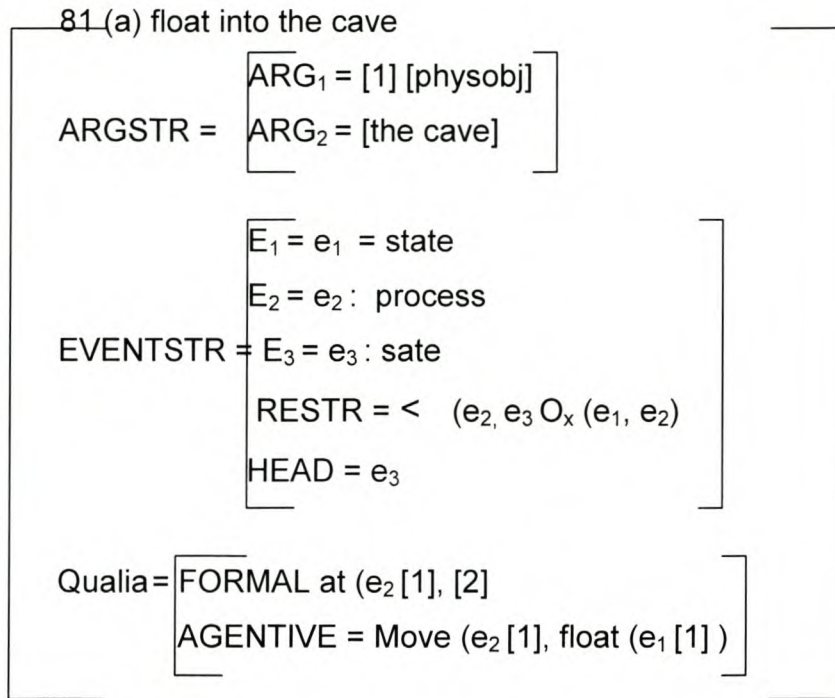 81 (a) float into the cave
ARG₁ = [1] [physobj]
ARGSTR = ARG₂ = [the cave]
E₁ = e₁ = state
E₂ = e₂ : process
EVENTSTR = E₃ = e₃ : sate
RESTR = < (e₂, e₃ Oₓ (e₁, e₂)
HEAD = e₃
Qualia = FORMAL at (e₂ [1], [2]
AGENTIVE = Move (e₂ [1], float (e₁ [1] )